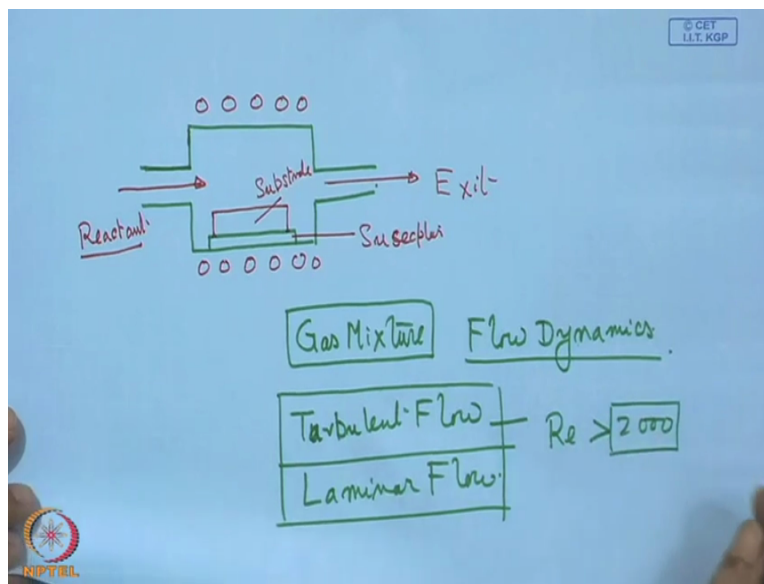 © CET
I.I.T. KGP
Substrate
Reactant
Exit
Susceptor
Gas Mixture Flow Dynamics.
Turbulent Flow — Re > 2000
Laminar Flow.
NPTEL